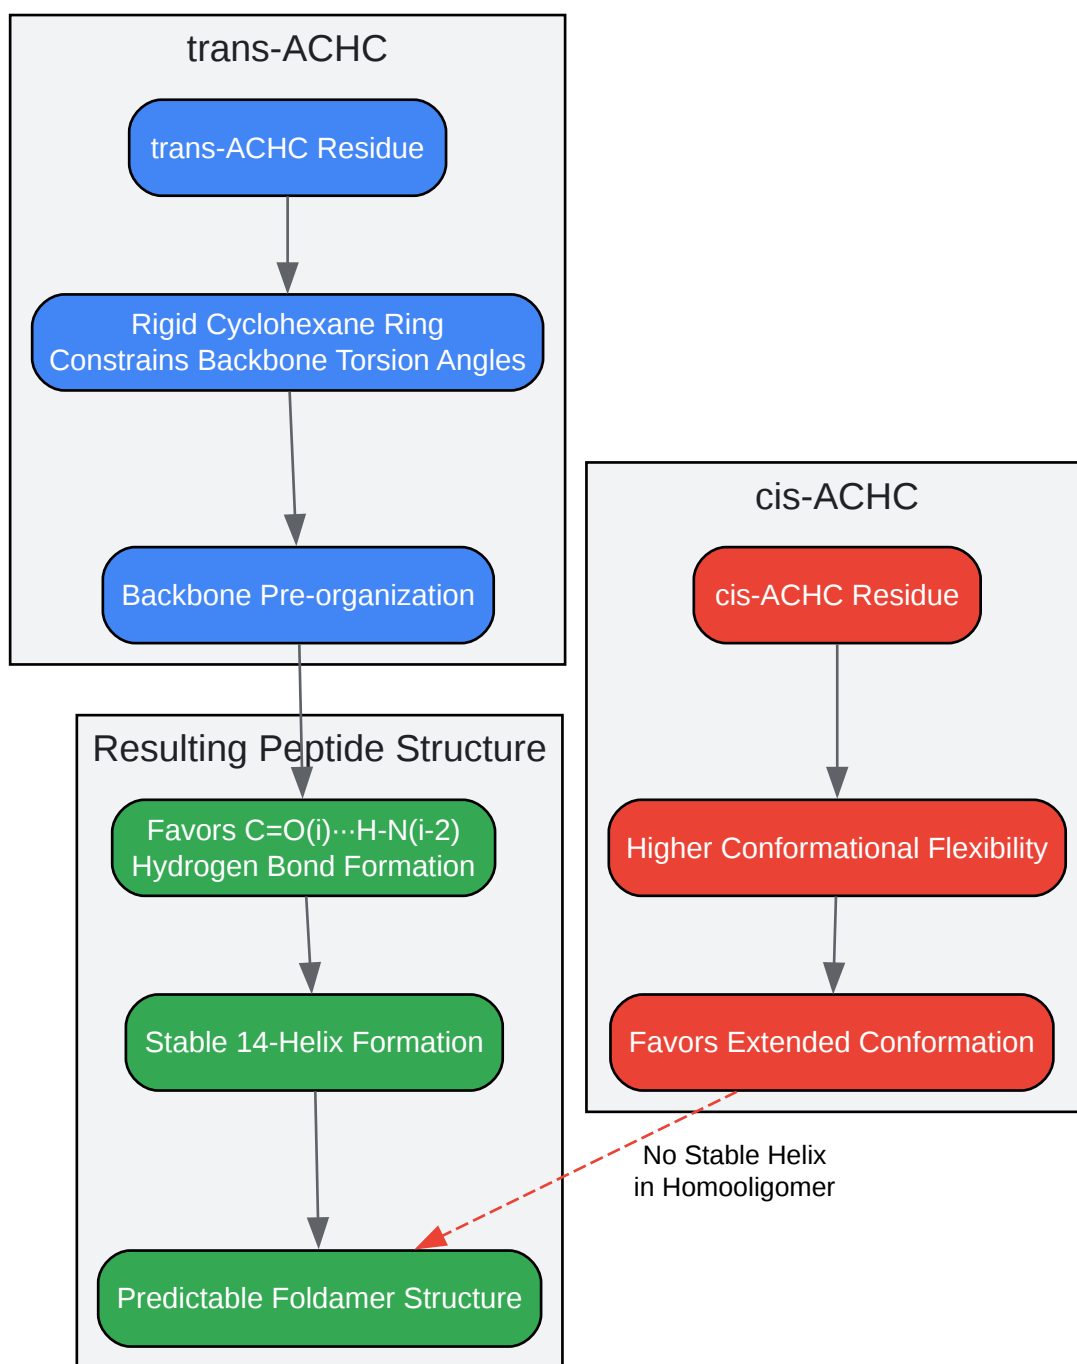 trans-ACHC
trans-ACHC Residue
Rigid Cyclohexane Ring
Constrains Backbone Torsion Angles
Backbone Pre-organization
cis-ACHC
cis-ACHC Residue
Higher Conformational Flexibility
Favors Extended Conformation
Resulting Peptide Structure
Favors C=O(i)···H-N(i-2)
Hydrogen Bond Formation
Stable 14-Helix Formation
No Stable Helix
in Homooligomer
Predictable Foldamer Structure